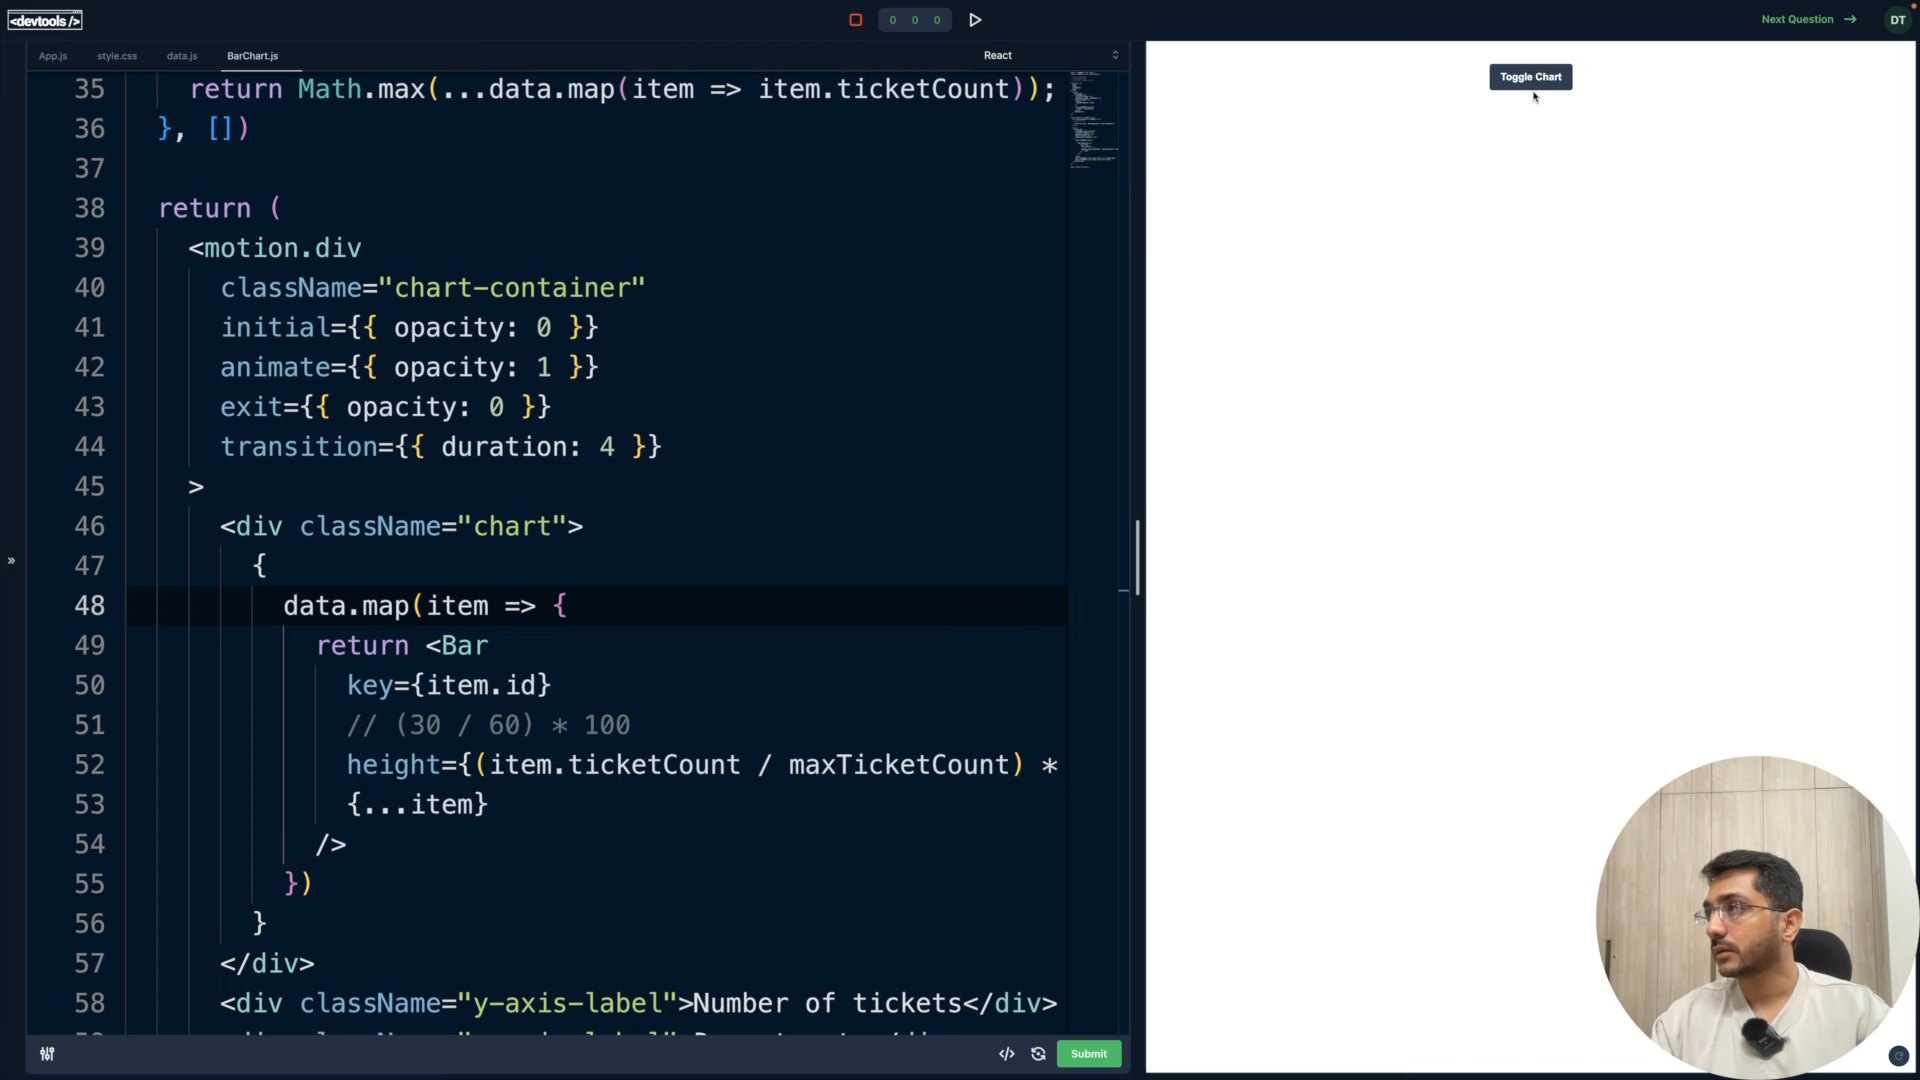 <devtools />
0 0 0
Next Question
DT
App.js style.css data.js BarChart.js React
35 return Math.max(...data.map(item => item.ticketCount));
36 }, [])
37
38 return (
39 <motion.div
40 className="chart-container"
41 initial={{ opacity: 0 }}
42 animate={{ opacity: 1 }}
43 exit={{ opacity: 0 }}
44 transition={{ duration: 4 }}
45 >
46 <div className="chart">
47 {
48 data.map(item => {
49 return <Bar
50 key={item.id}
51 // (30 / 60) * 100
52 height={(item.ticketCount / maxTicketCount) *
53 {...item}
54 />
55 })
56 }
57 </div>
58 <div className="y-axis-label">Number of tickets</div>
Submit
Toggle Chart